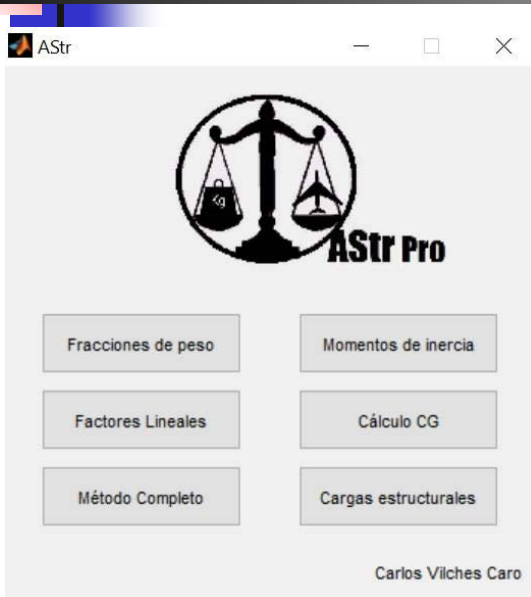 AStr
Kg
AStr Pro
Fracciones de peso
Momentos de inercia
Factores Lineales
Cálculo CG
Método Completo
Cargas estructurales
Carlos Vilches Caro